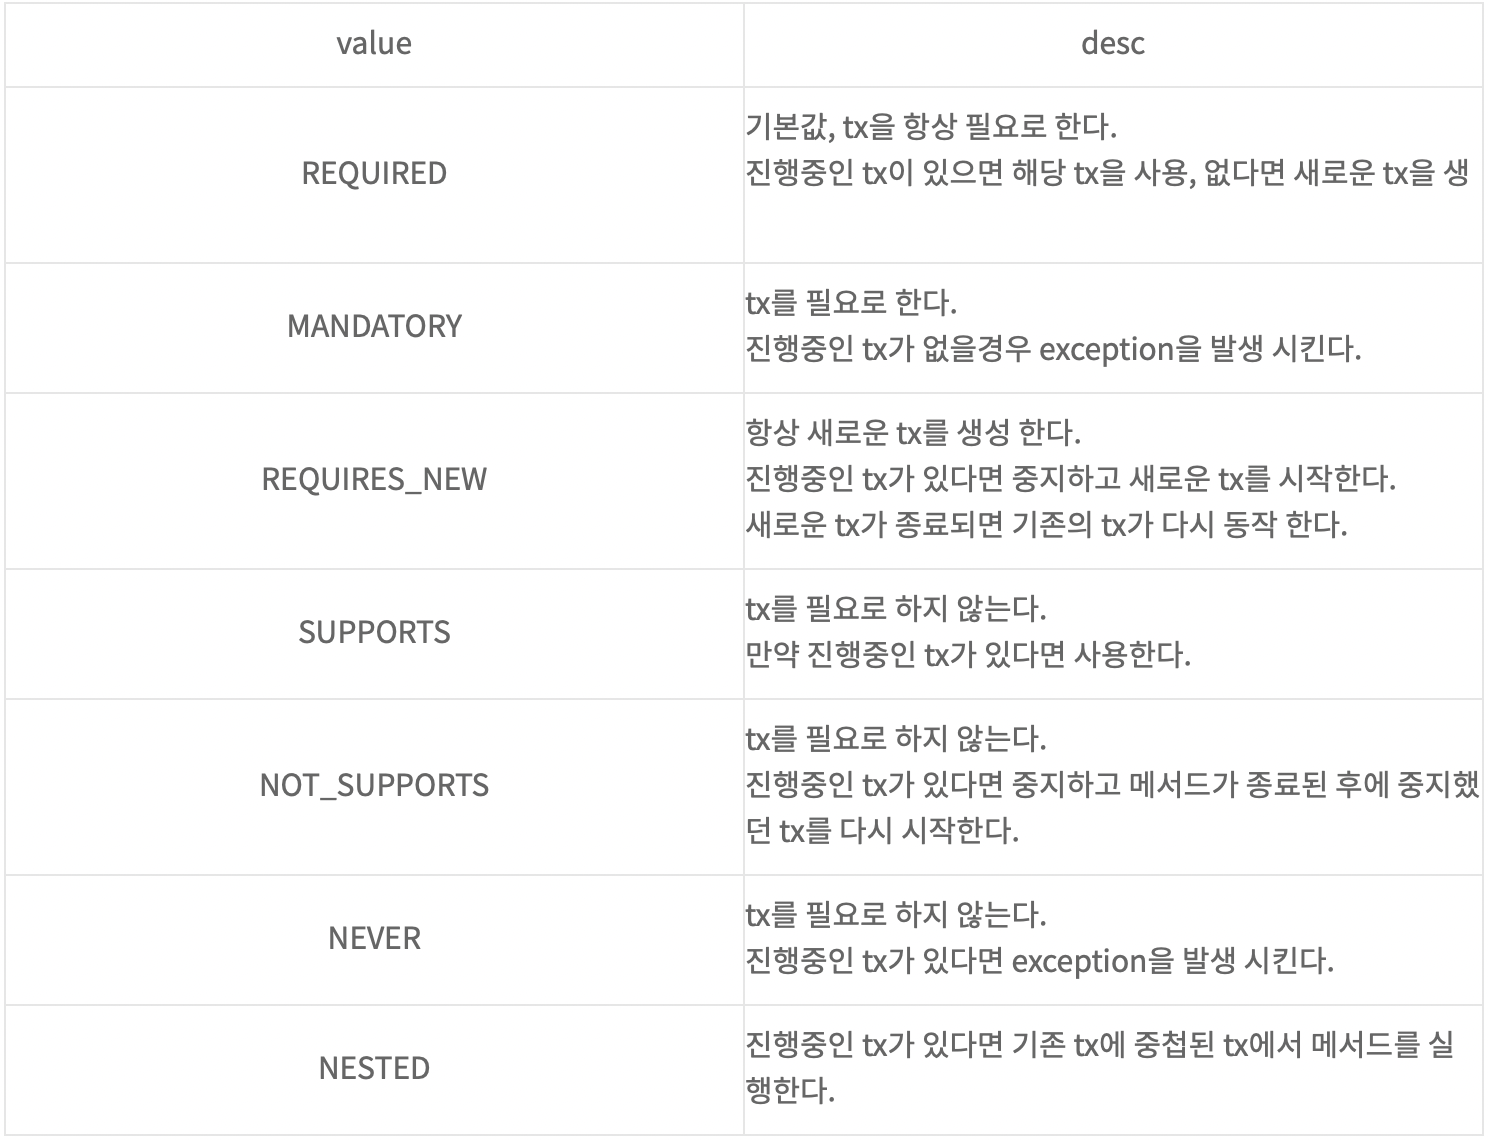 value
desc
REQUIRED
기본값, tx을 항상 필요로 한다.
진행중인 tx이 있으면 해당 tx을 사용, 없다면 새로운 tx을 생
MANDATORY
tx를 필요로 한다.
진행중인 tx가 없을경우 exception을 발생 시킨다.
REQUIRES_NEW
항상 새로운 tx를 생성 한다.
진행중인 tx가 있다면 중지하고 새로운 tx를 시작한다.
새로운 tx가 종료되면 기존의 tx가 다시 동작 한다.
SUPPORTS
tx를 필요로 하지 않는다.
만약 진행중인 tx가 있다면 사용한다.
NOT_SUPPORTS
tx를 필요로 하지 않는다.
진행중인 tx가 있다면 중지하고 메서드가 종료된 후에 중지했
던 tx를 다시 시작한다.
NEVER
tx를 필요로 하지 않는다.
진행중인 tx가 있다면 exception을 발생 시킨다.
NESTED
진행중인 tx가 있다면 기존 tx에 중첩된 tx에서 메서드를 실
행한다.